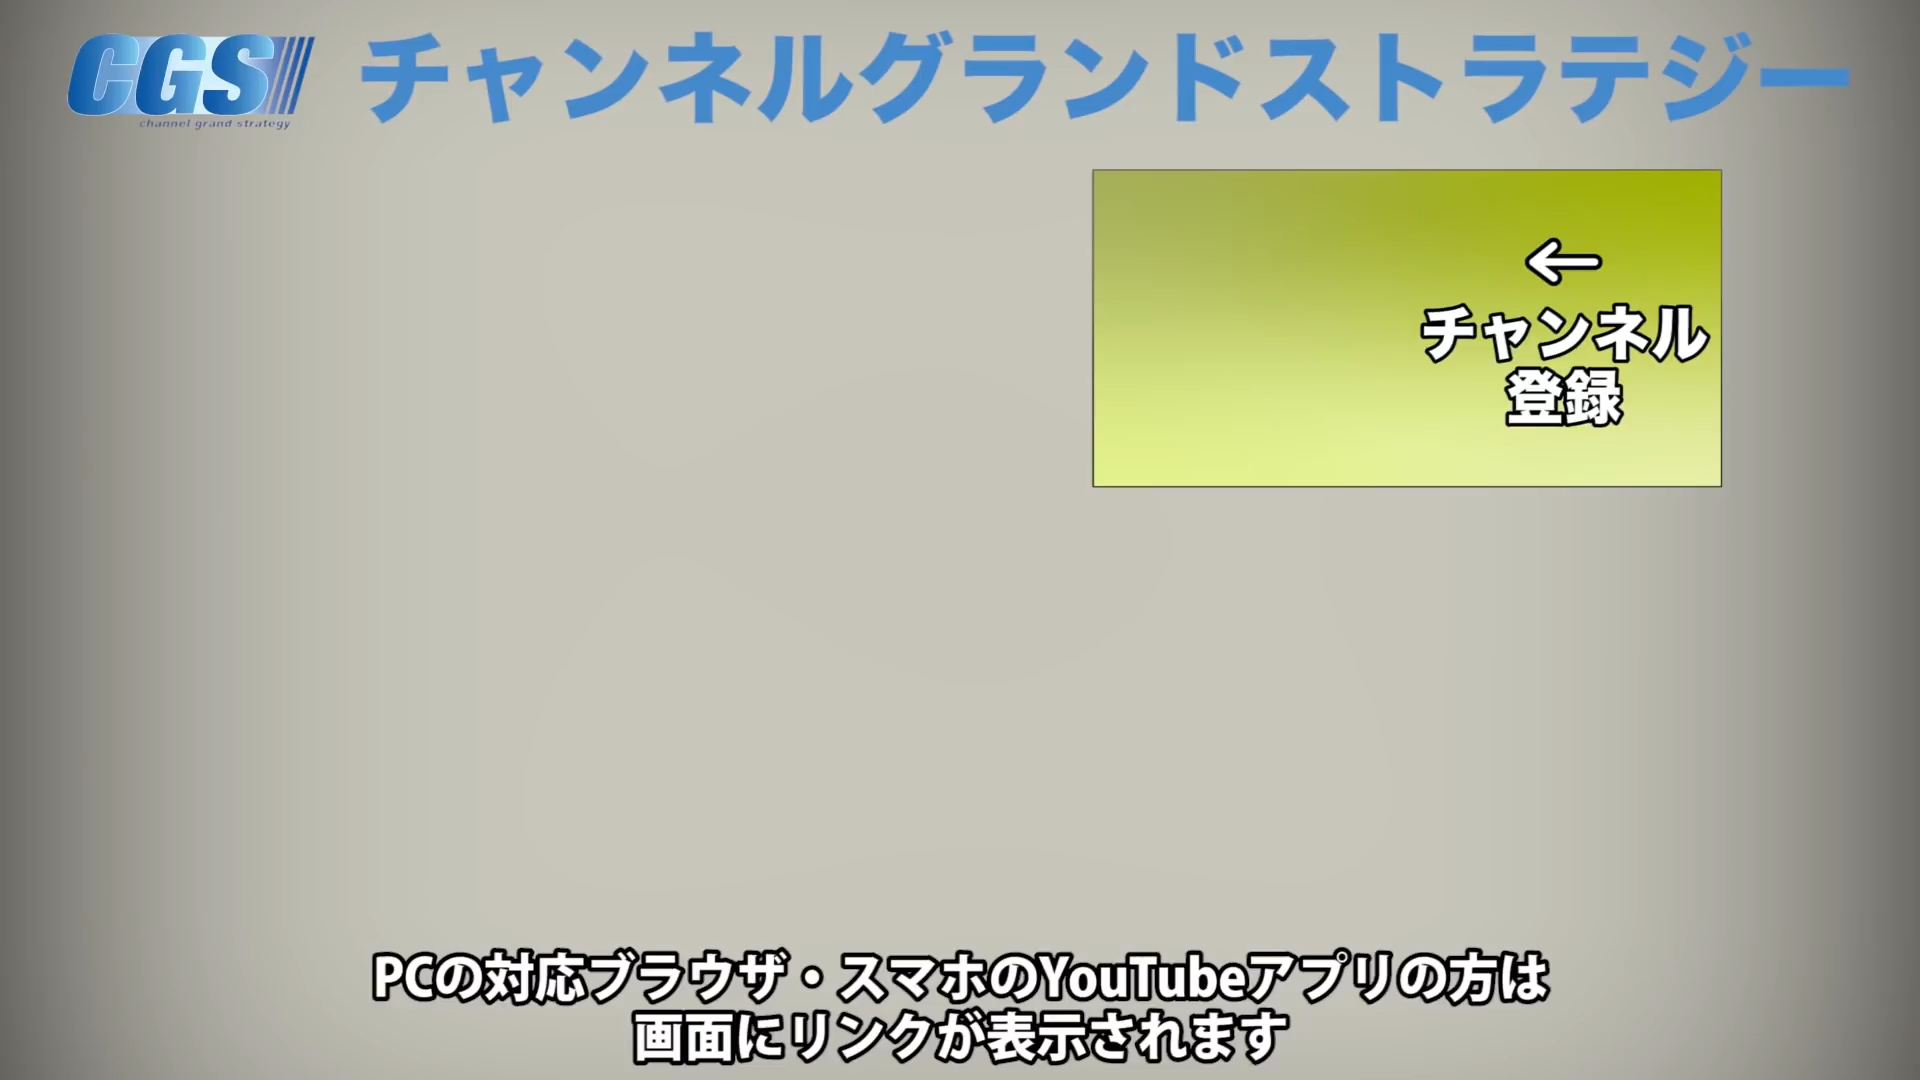 CGS
channel grand strategy
チャンネルグランドストラテジー
←
チャンネル
登録
PCの対応ブラウザ・スマホのYouTubeアプリの方は
画面にリンクが表示されます